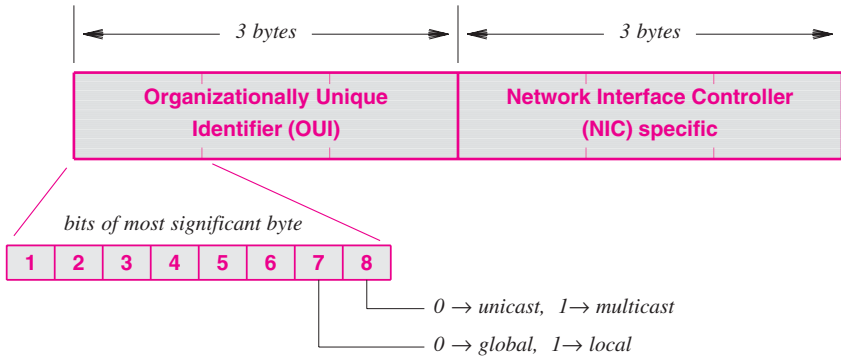 3 bytes
3 bytes
Organizationally Unique
Identifier (OUI)
Network Interface Controller
(NIC) specific
bits of most significant byte
1 2 3 4 5 6 7 8
0 → unicast, 1→ multicast
0 → global, 1→ local